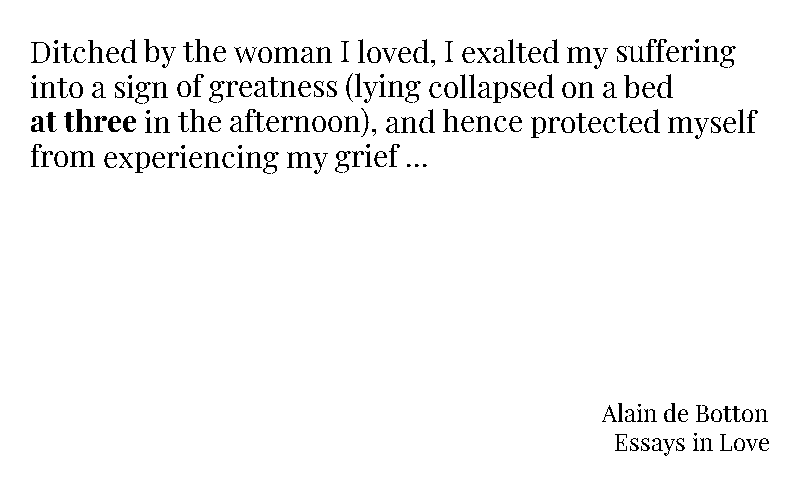 Ditched by the woman I loved, I exalted my suffering
into a sign of greatness (lying collapsed on a bed
at three in the afternoon), and hence protected myself
from experiencing my grief ...
Alain de Botton
Essays in Love